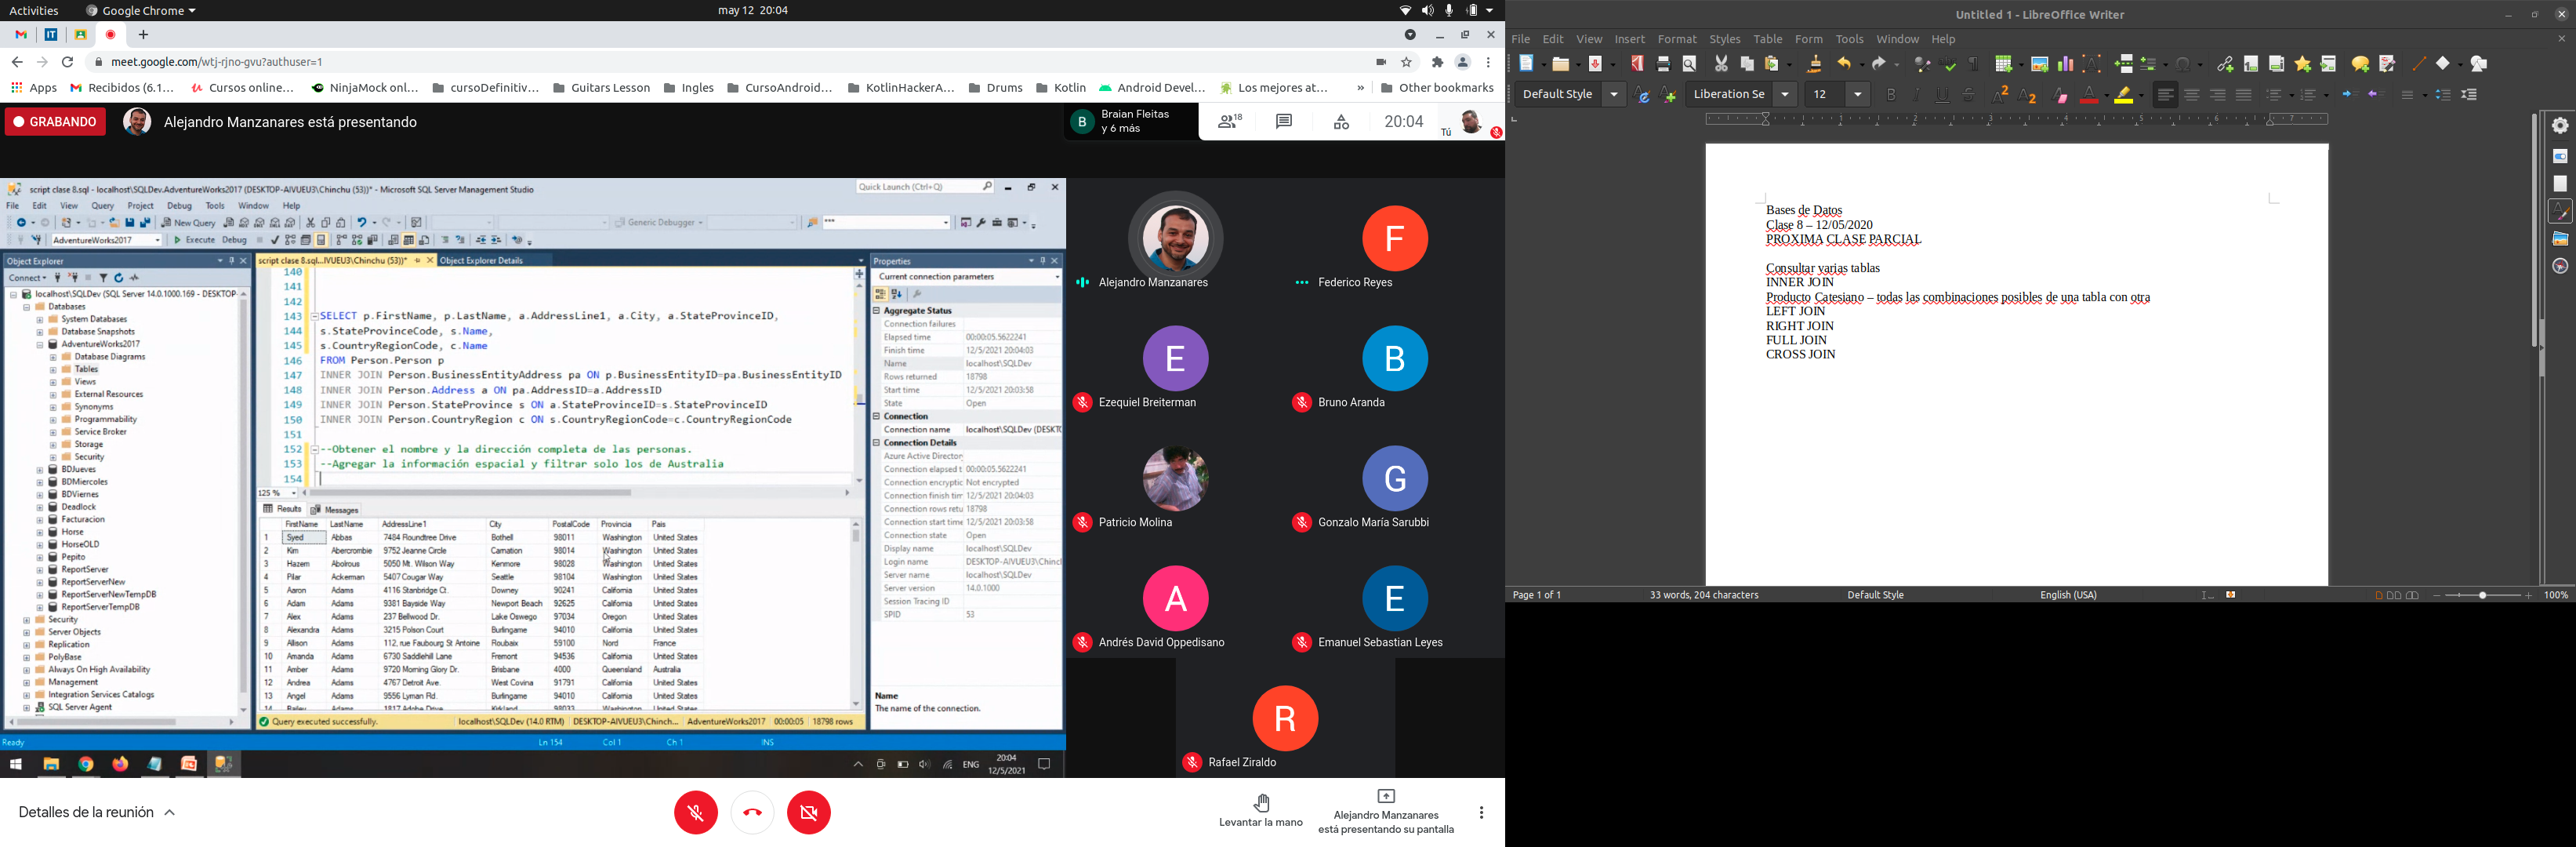 Activities
Google Chrome
may 12 20:04
meet.google.com/wtj-rjno-gvu?authuser=1
Apps
Recibidos (6.1...
Cursos online...
NinjaMock onl...
cursoDefinitiv...
Guitars Lesson
Ingles
CursoAndroid...
KotlinHackerA...
Drums
Kotlin
Android Devel...
Los mejores at...
»
Other bookmarks
GRABANDO
Alejandro Manzanares está presentando
B
Braian Fleitas
y 6 más
18
20:04
Tú
script clase 8.sql - localhost\SQLDev.AdventureWorks2017 (DESKTOP-AIVUEU3\Chinchu (53))* - Microsoft SQL Server Management Studio
Quick Launch (Ctrl+Q)
File Edit View Query Project Debug Tools Window Help
New Query
Generic Debugger
AdventureWorks2017
Execute Debug
Object Explorer
Connect
localhost\SQLDev (SQL Server 14.0.1000.169 - DESKTOP-
Databases
System Databases
Database Snapshots
AdventureWorks2017
Database Diagrams
Tables
Views
External Resources
Synonyms
Programmability
Service Broker
Storage
Security
BDJueves
BDMiercoles
BDViernes
Deadlock
Facturacion
Horse
HorseOLD
Pepito
ReportServer
ReportServerNew
ReportServerNewTempDB
ReportServerTempDB
Security
Server Objects
Replication
PolyBase
Always On High Availability
Management
Integration Services Catalogs
SQL Server Agent
script clase 8.sql...IVUEU3\Chinchu (53))*
Object Explorer Details
140
141
142
143 SELECT p.FirstName, p.LastName, a.AddressLine1, a.City, a.StateProvinceID,
144 s.StateProvinceCode, s.Name,
145 s.CountryRegionCode, c.Name
146 FROM Person.Person p
147 INNER JOIN Person.BusinessEntityAddress pa ON p.BusinessEntityID=pa.BusinessEntityID
148 INNER JOIN Person.Address a ON pa.AddressID=a.AddressID
149 INNER JOIN Person.StateProvince s ON a.StateProvinceID=s.StateProvinceID
150 INNER JOIN Person.CountryRegion c ON s.CountryRegionCode=c.CountryRegionCode
151
152 --Obtener el nombre y la dirección completa de las personas.
153 --Agregar la información espacial y filtrar solo los de Australia
154
125 %
Results
Messages
FirstName LastName AddressLine1 City PostalCode Provincia Pais
1 Syed Abbas 7484 Roundtree Drive Bothell 98011 Washington United States
2 Kim Abercrombie 9752 Jeanne Circle Carnation 98014 Washington United States
3 Hazem Abolrous 5050 Mt. Wilson Way Kenmore 98028 Washington United States
4 Pilar Ackerman 5407 Cougar Way Seattle 98104 Washington United States
5 Aaron Adams 4116 Stanbridge Ct. Downey 90241 California United States
6 Adam Adams 9381 Bayside Way Newport Beach 92625 California United States
7 Alex Adams 237 Bellwood Dr. Lake Oswego 97034 Oregon United States
8 Alexandra Adams 3215 Polson Court Burlingame 94010 California United States
9 Allison Adams 112, rue Faubourg St Antoine Roubaix 59100 Nord France
10 Amanda Adams 6730 Saddlehill Lane Fremont 94536 California United States
11 Amber Adams 9720 Morning Glory Dr. Brisbane 4000 Queensland Australia
12 Andrea Adams 4767 Detroit Ave. West Covina 91791 California United States
13 Angel Adams 9556 Lyman Rd. Burlingame 94010 California United States
14 Bailey Adams 1817 Adobe Drive Kirkland 98033 Washington United States
Query executed successfully.
localhost\SQLDev (14.0 RTM)
DESKTOP-AIVUEU3\Chinch...
AdventureWorks2017
00:00:05
18798 rows
Properties
Current connection parameters
Aggregate Status
Connection failures
Elapsed time 00:00:05.5622241
Finish time 12/5/2021 20:04:03
Name localhost\SQLDev
Rows returned 18798
Start time 12/5/2021 20:03:58
State Open
Connection
Connection name localhost\SQLDev (DESKTO
Connection Details
Azure Active Director
Connection elapsed t 00:00:05.5622241
Connection encryptic Not encrypted
Connection finish tim 12/5/2021 20:04:03
Connection rows retu 18798
Connection start time 12/5/2021 20:03:58
Connection state Open
Display name localhost\SQLDev
Login name DESKTOP-AIVUEU3\Chincl
Server name localhost\SQLDev
Server version 14.0.1000
Session Tracing ID
SPID 53
Name
The name of the connection.
Ready
Ln 154
Col 1
Ch 1
INS
ENG
20:04
12/5/2021
Alejandro Manzanares
F
Federico Reyes
E
Ezequiel Breiterman
B
Bruno Aranda
Patricio Molina
G
Gonzalo María Sarubbi
A
Andrés David Oppedisano
E
Emanuel Sebastian Leyes
R
Rafael Ziraldo
Detalles de la reunión
Levantar la mano
Alejandro Manzanares
está presentando su pantalla
Untitled 1 - LibreOffice Writer
File Edit View Insert Format Styles Table Form Tools Window Help
Default Style
Liberation Se
12
1 2 3 4 5 6 7
Bases de Datos
Clase 8 – 12/05/2020
PROXIMA CLASE PARCIAL
Consultar varias tablas
INNER JOIN
Producto Catesiano – todas las combinaciones posibles de una tabla con otra
LEFT JOIN
RIGHT JOIN
FULL JOIN
CROSS JOIN
Page 1 of 1
33 words, 204 characters
Default Style
English (USA)
100%